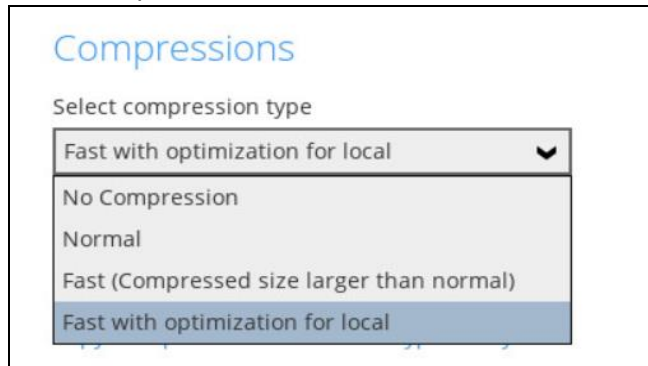 Compressions
Select compression type
Fast with optimization for local
No Compression
Normal
Fast (Compressed size larger than normal)
Fast with optimization for local